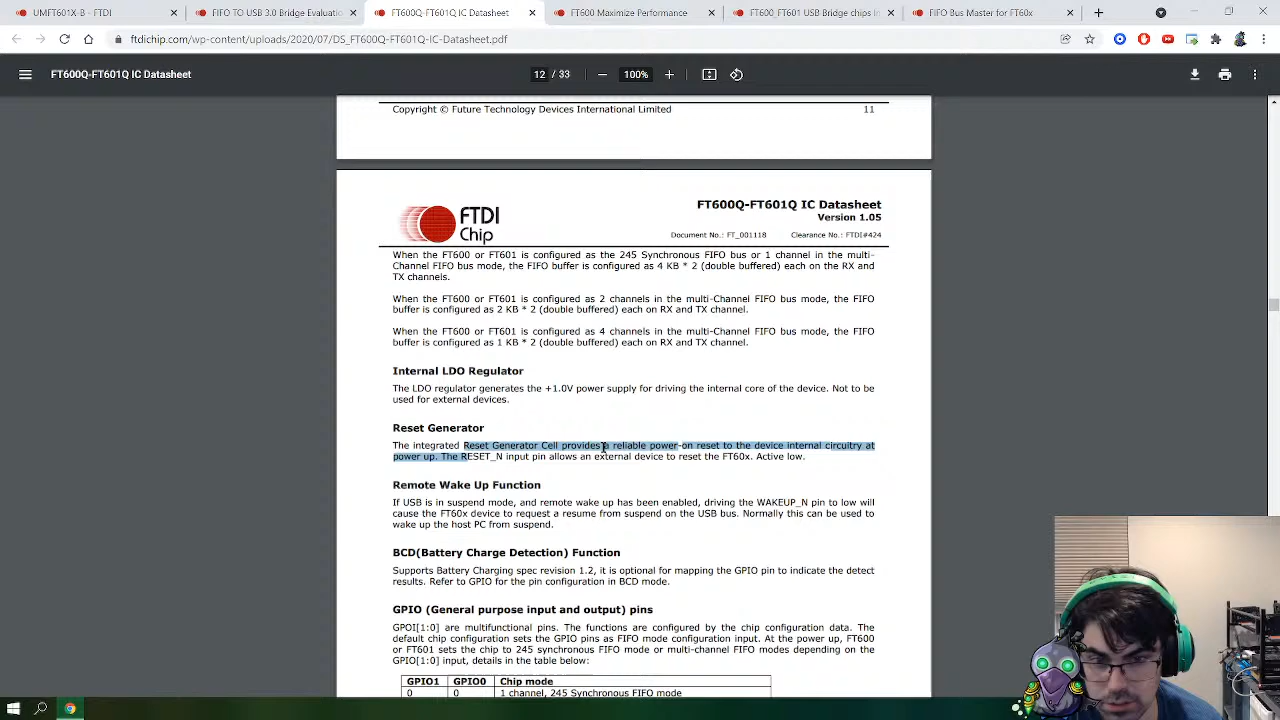 UMFT601X-B - FTDI
FIFO TO USB 3.0 Bridge Evaluatio
FT600Q-FT601Q IC Datasheet
FT600 Maximize Performance
FT600_FT601 USB Bridge chips in
FIFO Bus Master for FT60x
ftdichip.com/wp-content/uploads/2020/07/DS_FT600Q-FT601Q-IC-Datasheet.pdf
FT600Q-FT601Q IC Datasheet
12 / 33
100%
Copyright © Future Technology Devices International Limited
11
FTDI
Chip
FT600Q-FT601Q IC Datasheet
Version 1.05
Document No.: FT_001118 Clearance No.: FTDI#424
When the FT600 or FT601 is configured as the 245 Synchronous FIFO bus or 1 channel in the multi-
Channel FIFO bus mode, the FIFO buffer is configured as 4 KB * 2 (double buffered) each on the RX and
TX channels.
When the FT600 or FT601 is configured as 2 channels in the multi-Channel FIFO bus mode, the FIFO
buffer is configured as 2 KB * 2 (double buffered) each on RX and TX channel.
When the FT600 or FT601 is configured as 4 channels in the multi-Channel FIFO bus mode, the FIFO
buffer is configured as 1 KB * 2 (double buffered) each on RX and TX channel.
Internal LDO Regulator
The LDO regulator generates the +1.0V power supply for driving the internal core of the device. Not to be
used for external devices.
Reset Generator
The integrated Reset Generator Cell provides a reliable power-on reset to the device internal circuitry at
power up. The RESET_N input pin allows an external device to reset the FT60x. Active low.
Remote Wake Up Function
If USB is in suspend mode, and remote wake up has been enabled, driving the WAKEUP_N pin to low will
cause the FT60x device to request a resume from suspend on the USB bus. Normally this can be used to
wake up the host PC from suspend.
BCD(Battery Charge Detection) Function
Supports Battery Charging spec revision 1.2, it is optional for mapping the GPIO pin to indicate the detect
results. Refer to GPIO for the pin configuration in BCD mode.
GPIO (General purpose input and output) pins
GPOI[1:0] are multifunctional pins. The functions are configured by the chip configuration data. The
default chip configuration sets the GPIO pins as FIFO mode configuration input. At the power up, FT600
or FT601 sets the chip to 245 synchronous FIFO mode or multi-channel FIFO modes depending on the
GPIO[1:0] input, details in the table below:
GPIO1 GPIO0 Chip mode
0 0 1 channel, 245 Synchronous FIFO mode